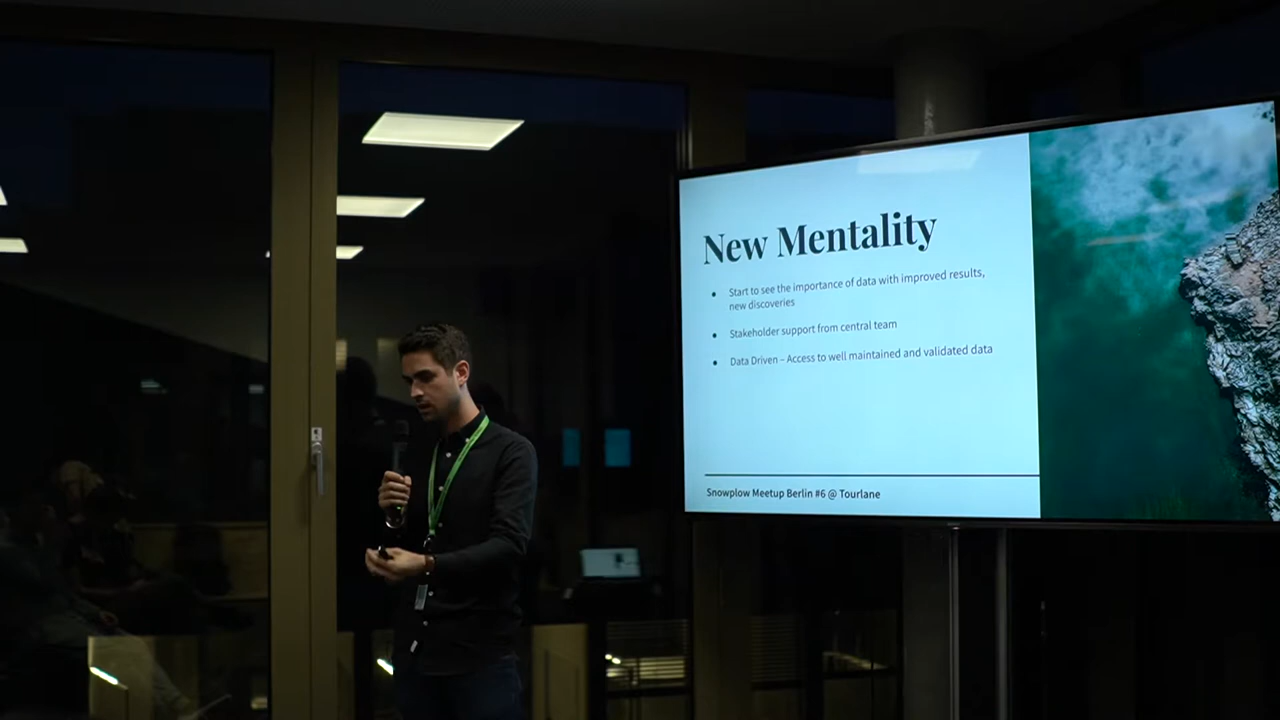 New Mentality
● Start to see the importance of data with improved results,
new discoveries
● Stakeholder support from central team
● Data Driven – Access to well maintained and validated data
Snowplow Meetup Berlin #6 @ Tourlane